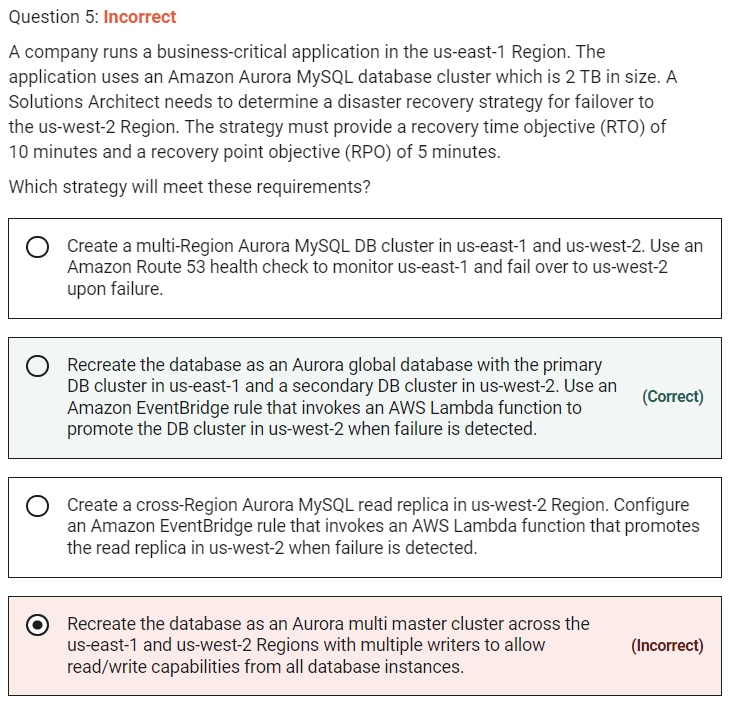 Question 5: Incorrect
A company runs a business-critical application in the us-east-1 Region. The
application uses an Amazon Aurora MySQL database cluster which is 2 TB in size. A
Solutions Architect needs to determine a disaster recovery strategy for failover to
the us-west-2 Region. The strategy must provide a recovery time objective (RTO) of
10 minutes and a recovery point objective (RPO) of 5 minutes.
Which strategy will meet these requirements?
Create a multi-Region Aurora MySQL DB cluster in us-east-1 and us-west-2. Use an
Amazon Route 53 health check to monitor us-east-1 and fail over to us-west-2
upon failure.
Recreate the database as an Aurora global database with the primary
DB cluster in us-east-1 and a secondary DB cluster in us-west-2. Use an
Amazon EventBridge rule that invokes an AWS Lambda function to
promote the DB cluster in us-west-2 when failure is detected.
(Correct)
Create a cross-Region Aurora MySQL read replica in us-west-2 Region. Configure
an Amazon EventBridge rule that invokes an AWS Lambda function that promotes
the read replica in us-west-2 when failure is detected.
Recreate the database as an Aurora multi master cluster across the
us-east-1 and us-west-2 Regions with multiple writers to allow
read/write capabilities from all database instances.
(Incorrect)